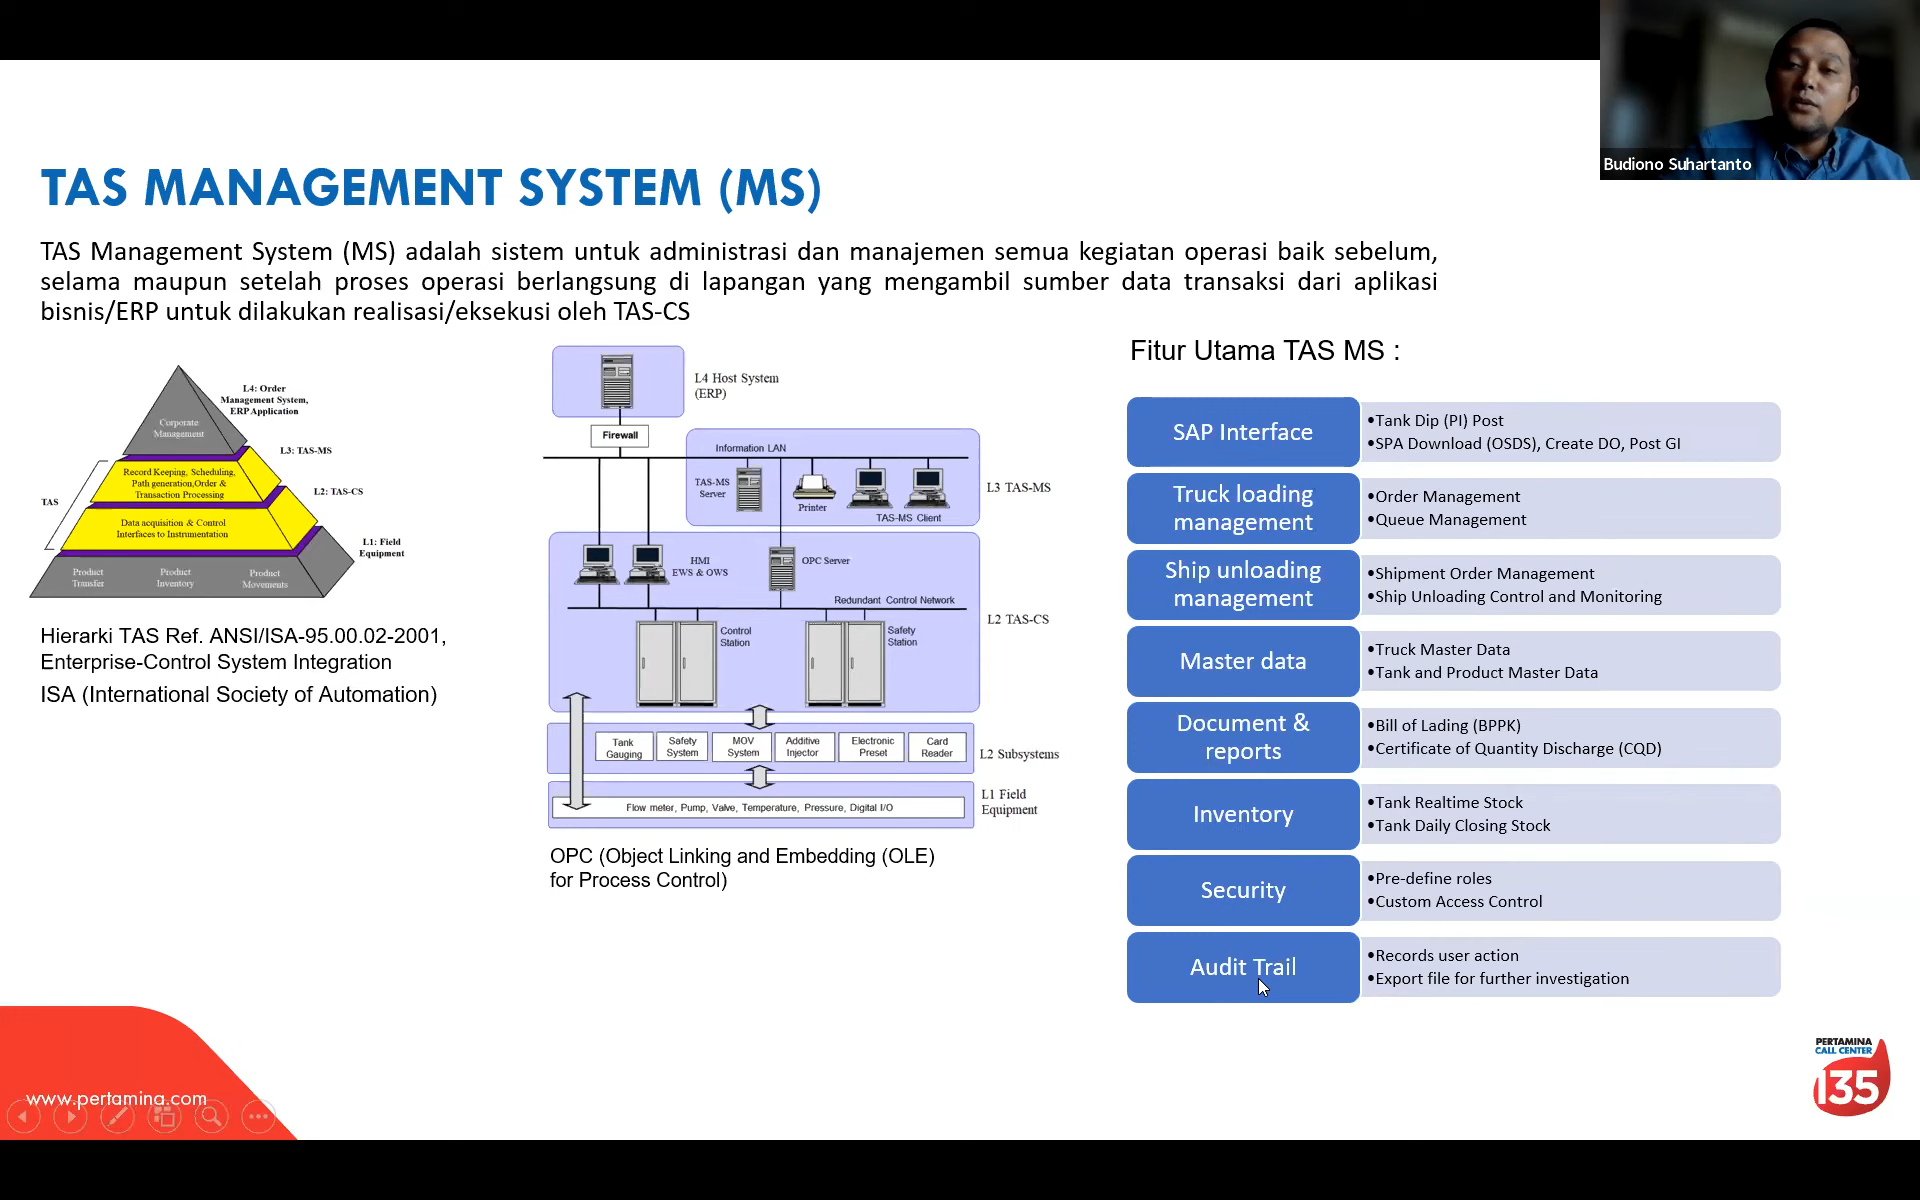 Budiono Suhartanto
TAS MANAGEMENT SYSTEM (MS)
TAS Management System (MS) adalah sistem untuk administrasi dan manajemen semua kegiatan operasi baik sebelum,
selama maupun setelah proses operasi berlangsung di lapangan yang mengambil sumber data transaksi dari aplikasi
bisnis/ERP untuk dilakukan realisasi/eksekusi oleh TAS-CS
L4: Order
Management System,
ERP Application
Corporate
Management
L3: TAS-MS
Record Keeping, Scheduling,
Path generation,Order &
Transaction Processing
L2: TAS-CS
TAS
Data acquisition & Control
Interfaces to Instrumentation
L1: Field
Equipment
Product
Transfer
Product
Inventory
Product
Movements
Hierarki TAS Ref. ANSI/ISA-95.00.02-2001,
Enterprise-Control System Integration
ISA (International Society of Automation)
L4 Host System
(ERP)
Firewall
Information LAN
TAS-MS
Server
Printer
TAS-MS Client
L3 TAS-MS
HMI
EWS & OWS
OPC Server
Redundant Control Network
L2 TAS-CS
Control
Station
Safety
Station
Tank
Gauging
Safety
System
MOV
System
Additive
Injector
Electronic
Preset
Card
Reader
L2 Subsystems
Flow meter, Pump, Valve, Temperature, Pressure, Digital I/O
L1 Field
Equipment
OPC (Object Linking and Embedding (OLE)
for Process Control)
Fitur Utama TAS MS :
SAP Interface
•Tank Dip (PI) Post
•SPA Download (OSDS), Create DO, Post GI
Truck loading
management
•Order Management
•Queue Management
Ship unloading
management
•Shipment Order Management
•Ship Unloading Control and Monitoring
Master data
•Truck Master Data
•Tank and Product Master Data
Document &
reports
•Bill of Lading (BPPK)
•Certificate of Quantity Discharge (CQD)
Inventory
•Tank Realtime Stock
•Tank Daily Closing Stock
Security
•Pre-define roles
•Custom Access Control
Audit Trail
•Records user action
•Export file for further investigation
www.pertamina.com
PERTAMINA
CALL CENTER
135